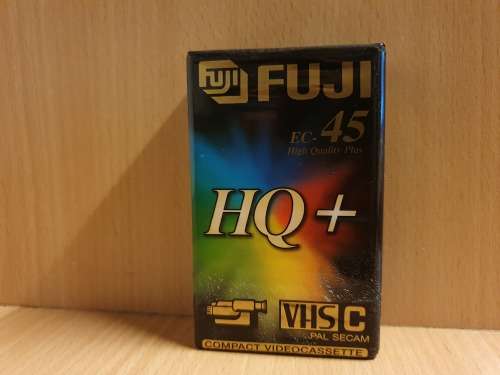 FUJI FUJI
EC-45
High Quality Plus
HQ+
VHS C
PAL SECAM
COMPACT VIDEOCASSETTE